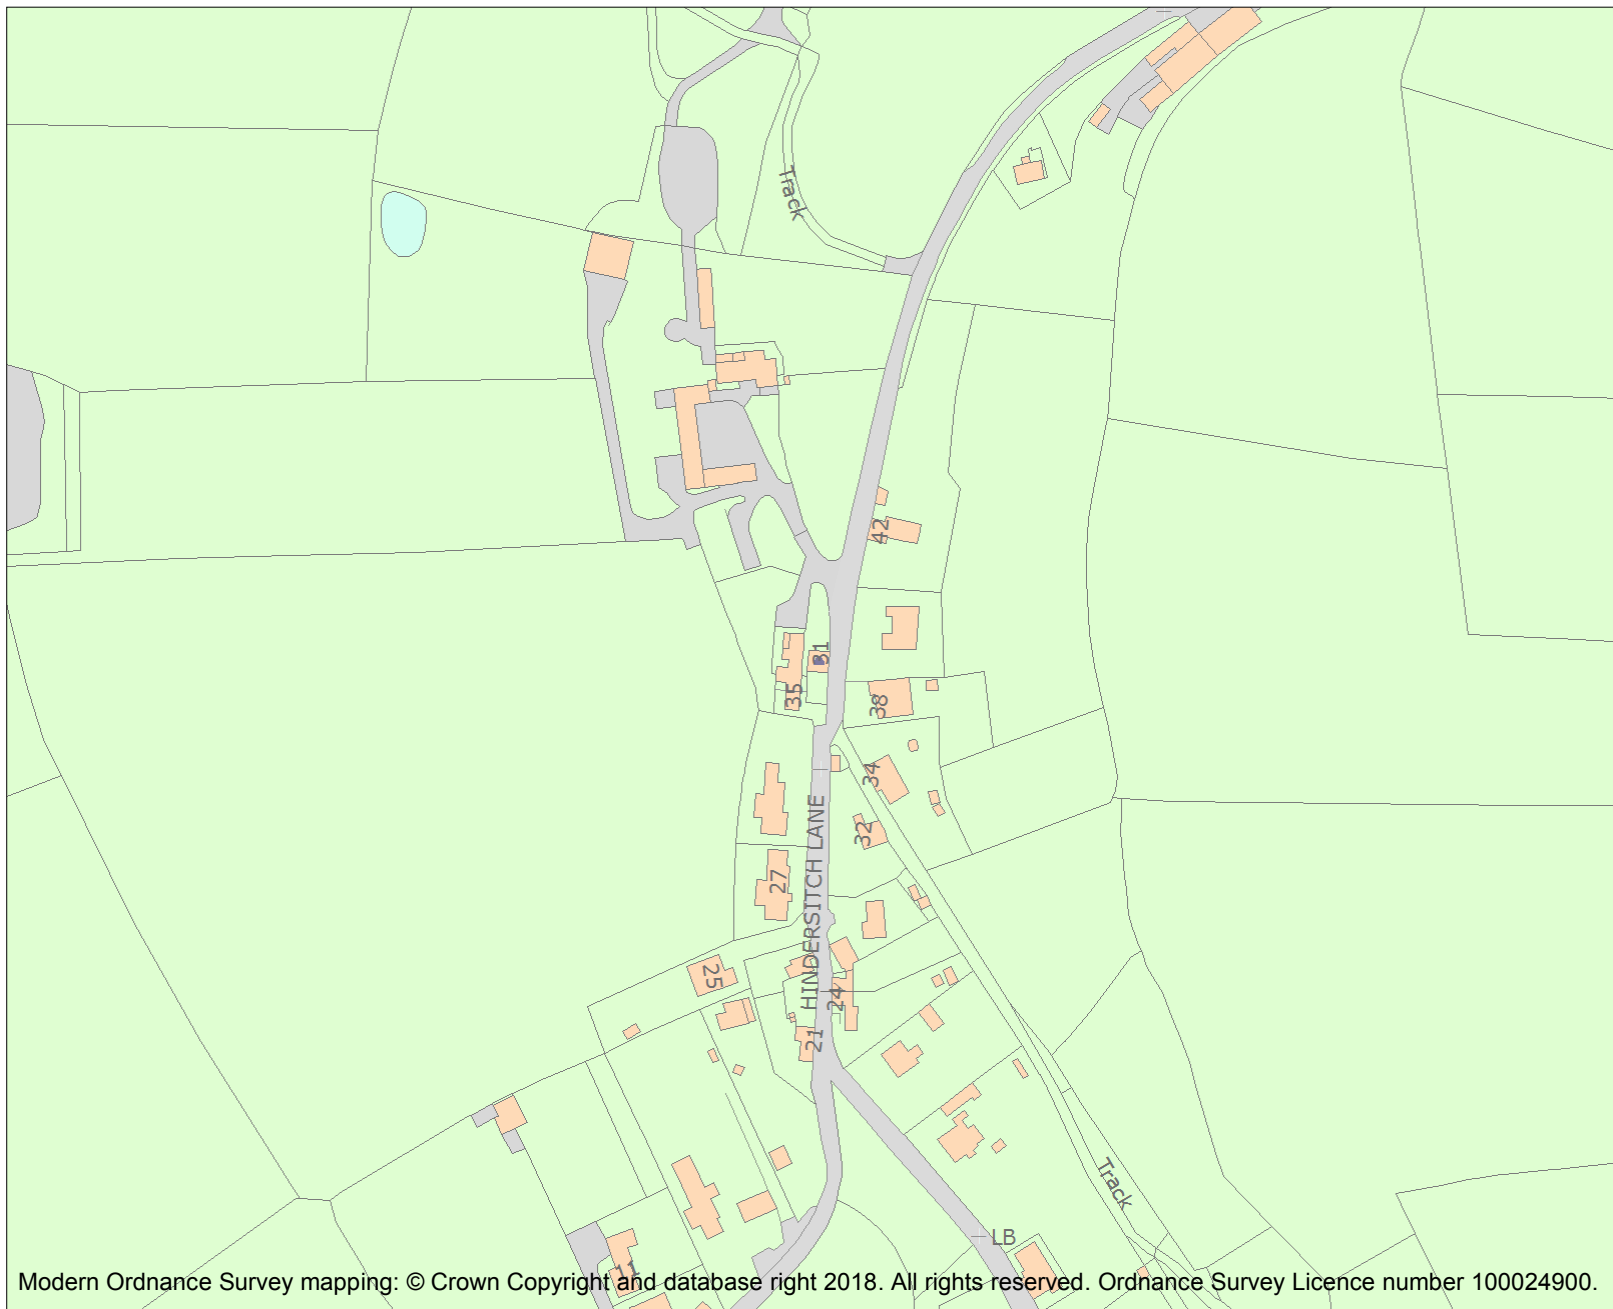 Track
42
31
35
38
34
32
HINDERSITCH LANE
27
25
24
21
Track
LB
11
Modern Ordnance Survey mapping: © Crown Copyright and database right 2018. All rights reserved. Ordnance Survey Licence number 100024900.